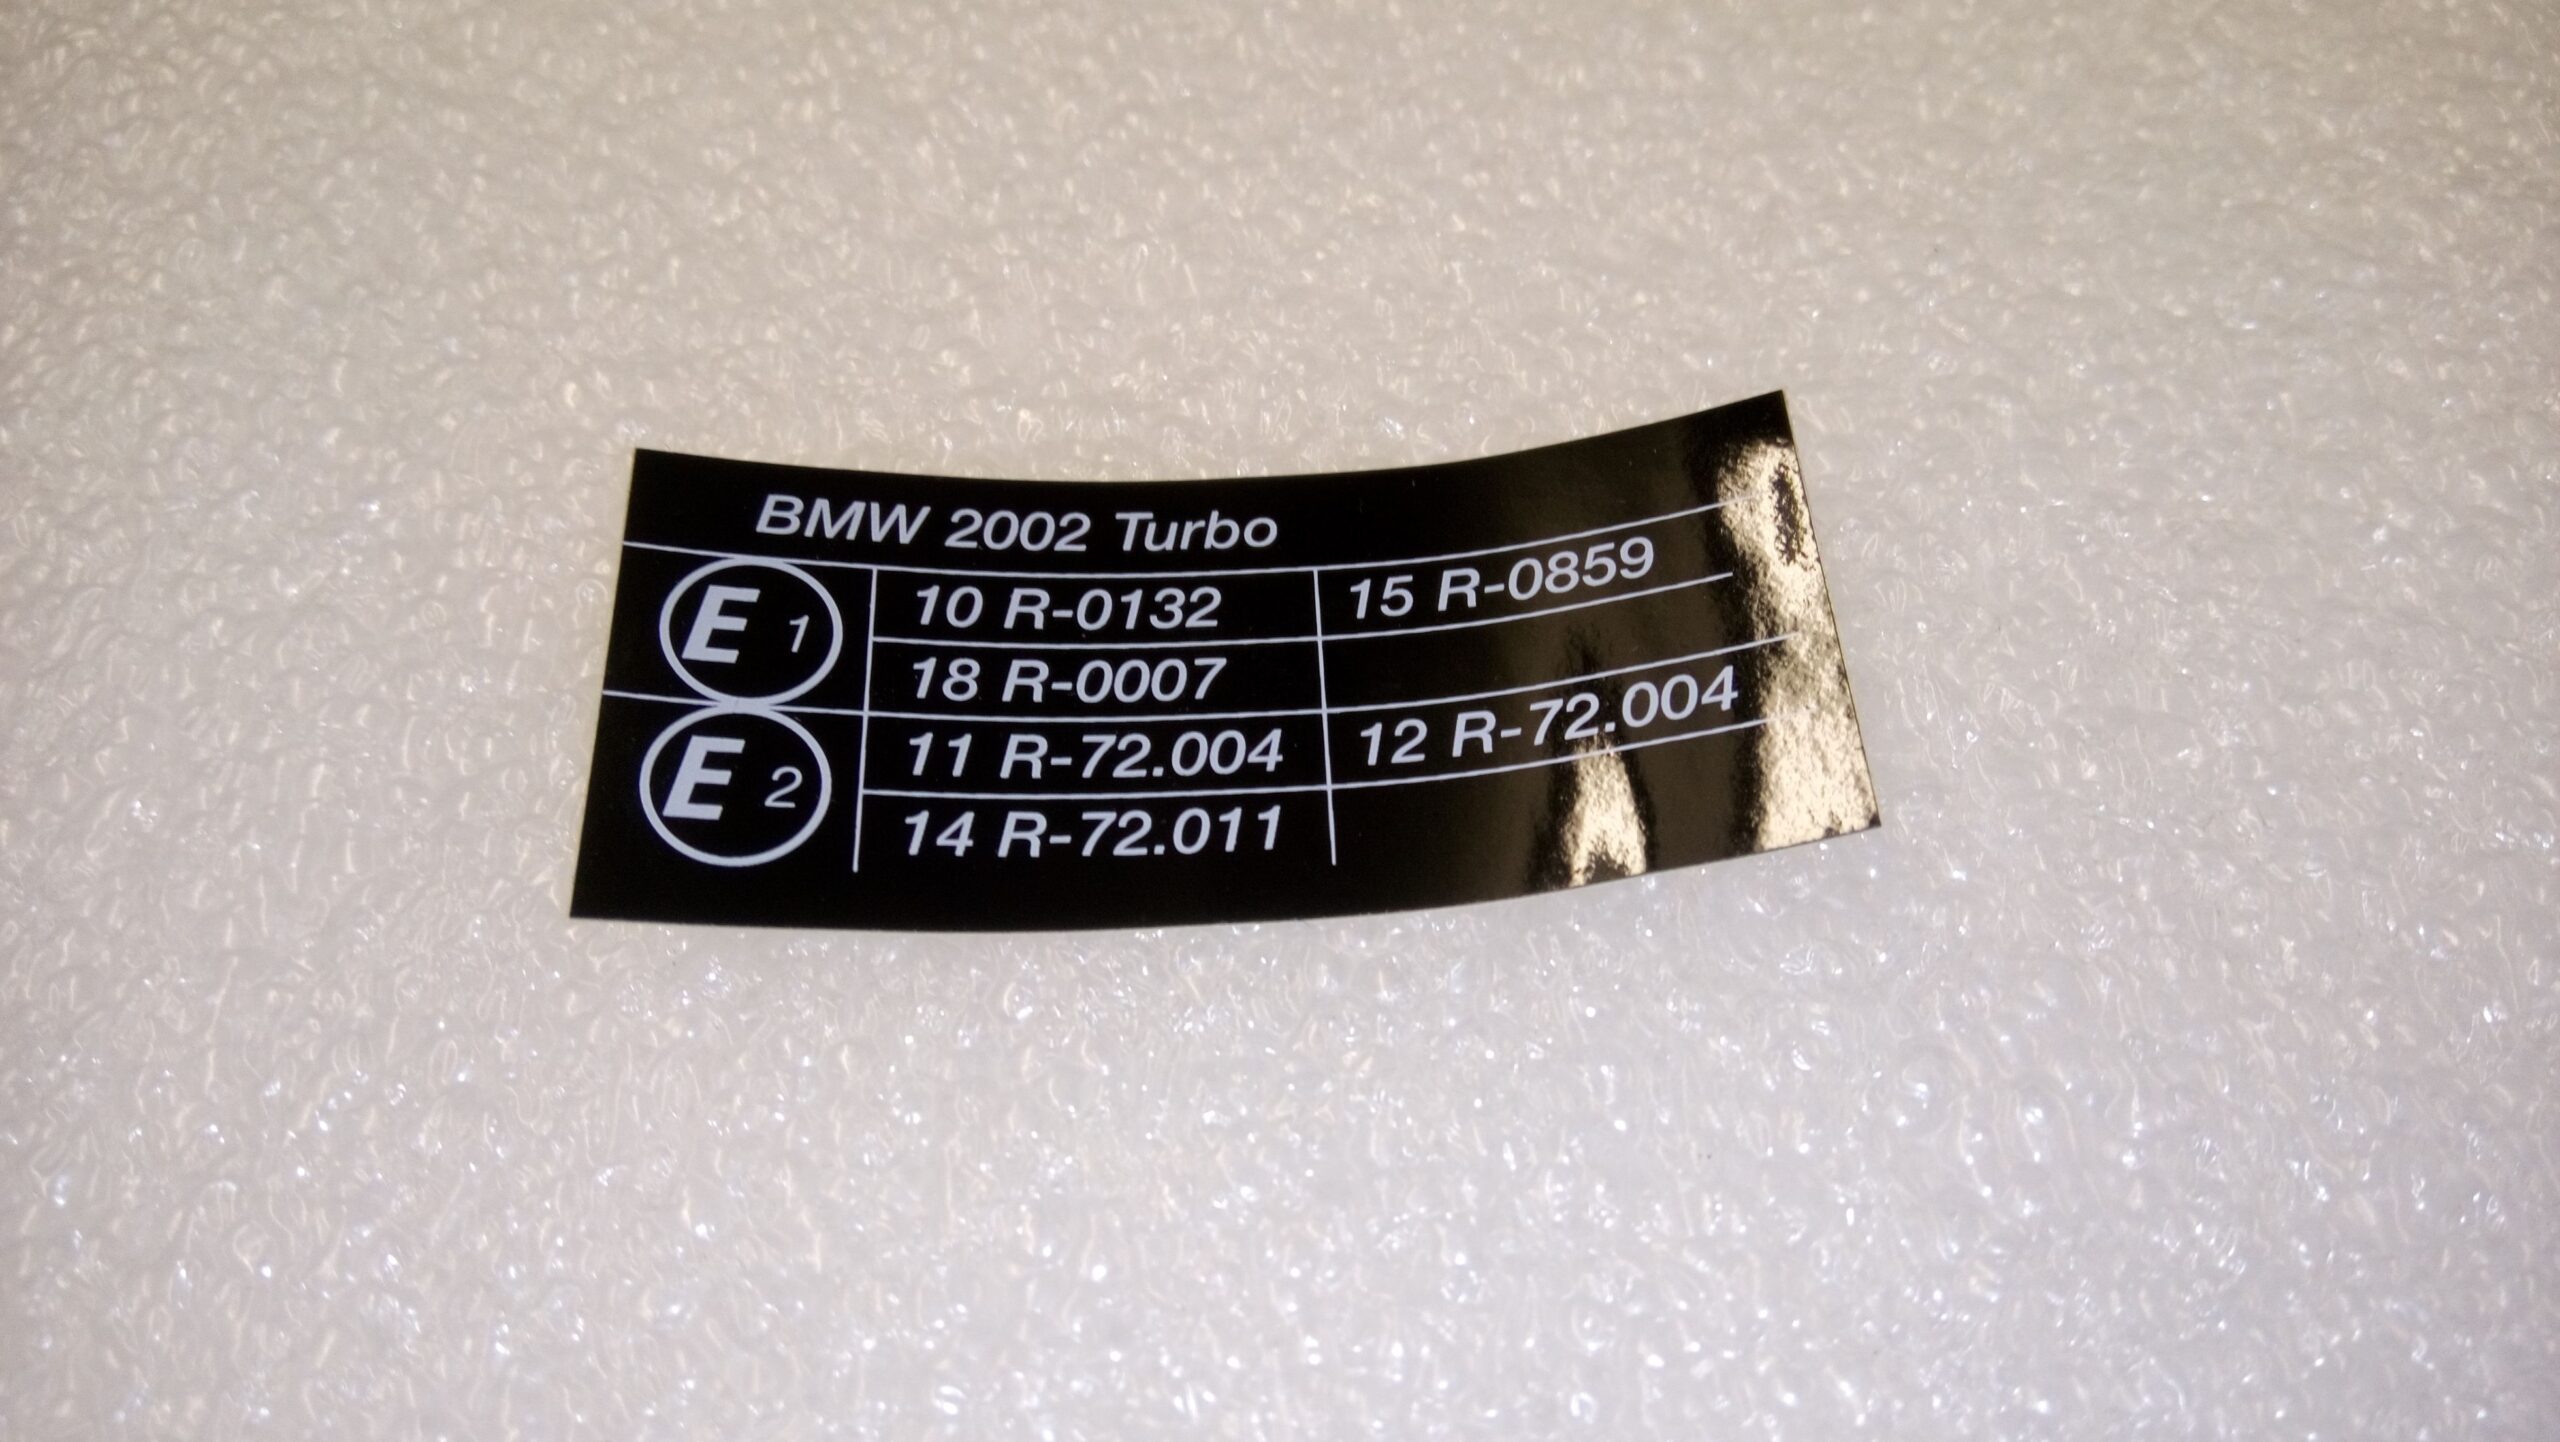 BMW 2002 Turbo
E 1 10 R-0132 15 R-0859
18 R-0007
E 2 11 R-72.004 12 R-72.004
14 R-72.011